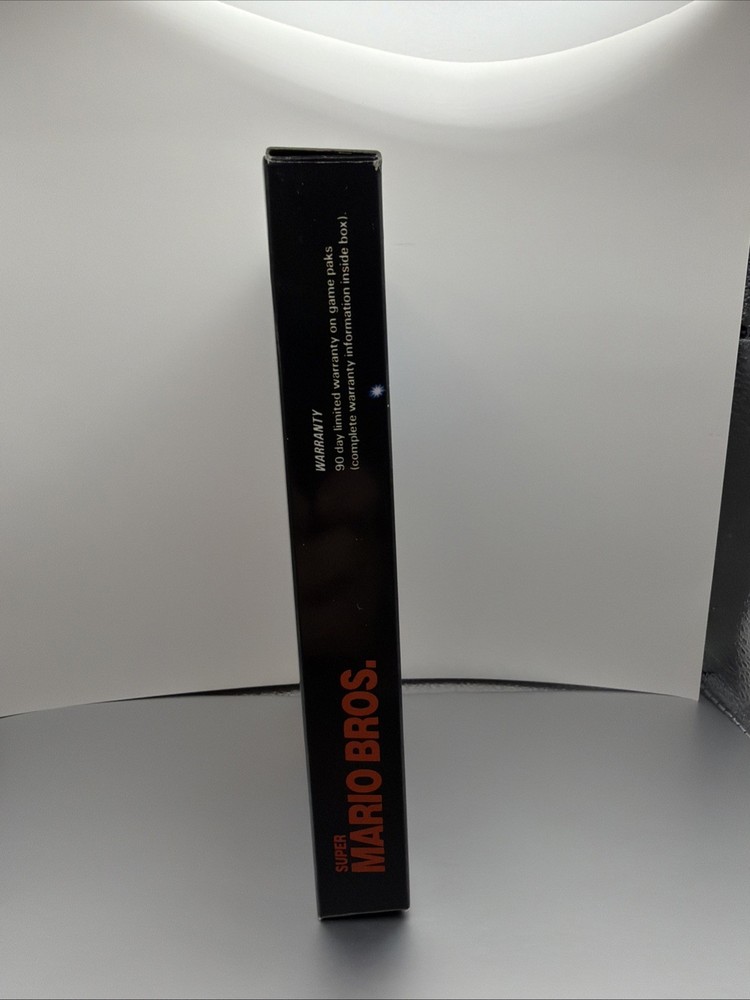 WARRANTY
90 day limited warranty on game paks
(complete warranty information inside box).
SUPER
MARIO BROS.